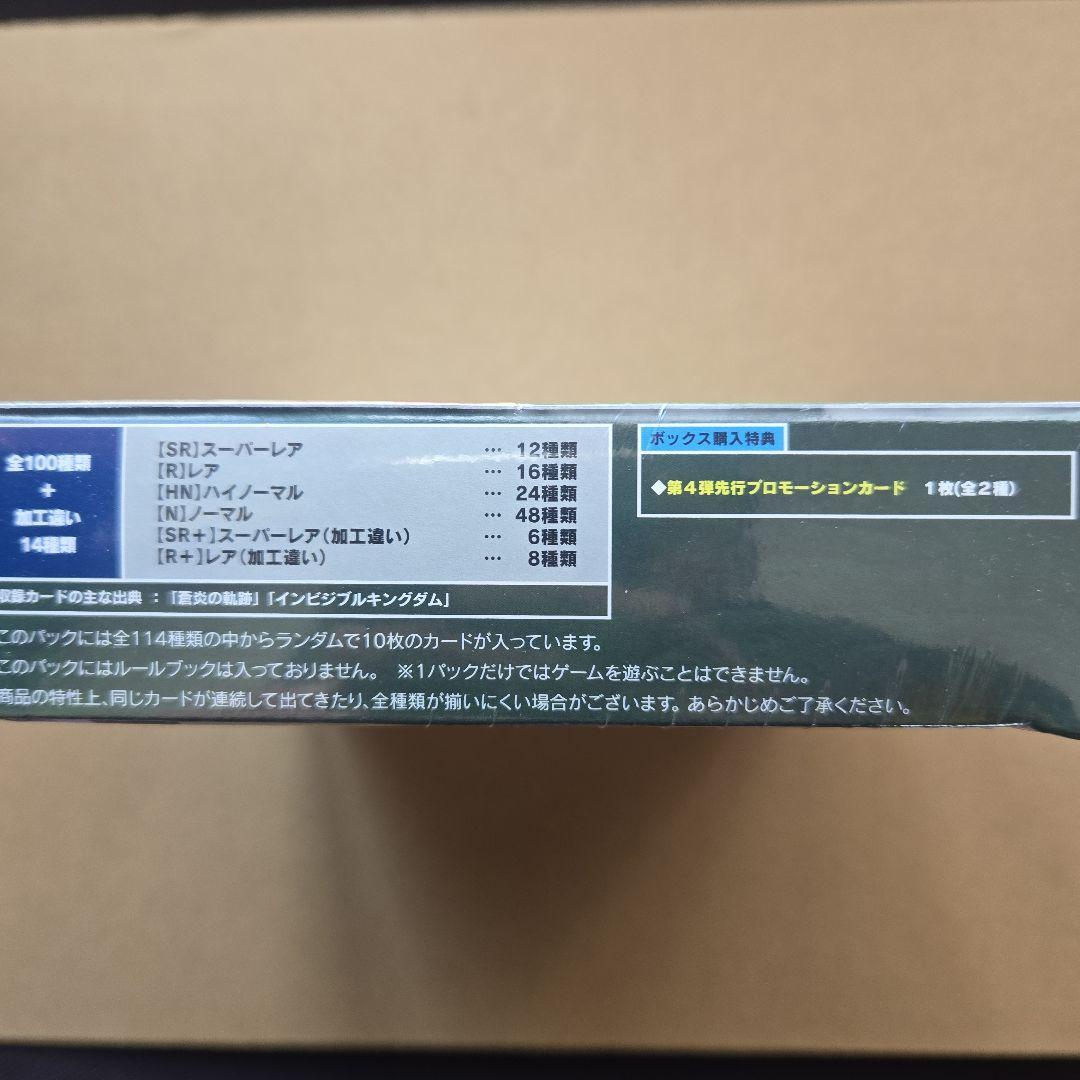 全100種類
+
加工違い
14種類
【SR】スーパーレア … 12種類
【R】レア … 16種類
【HN】ハイノーマル … 24種類
【N】ノーマル … 48種類
【SR+】スーパーレア(加工違い) … 6種類
【R+】レア(加工違い) … 8種類
収録カードの主な出典 : 「蒼炎の軌跡」「インビジブルキングダム」
このパックには全114種類の中からランダムで10枚のカードが入っています。
このパックにはルールブックは入っておりません。 ※1パックだけではゲームを遊ぶことはできません。
商品の特性上、同じカードが連続して出てきたり、全種類が揃いにくい場合がございます。あらかじめご了承ください。
ボックス購入特典
◆第4弾先行プロモーションカード 1枚(全2種)